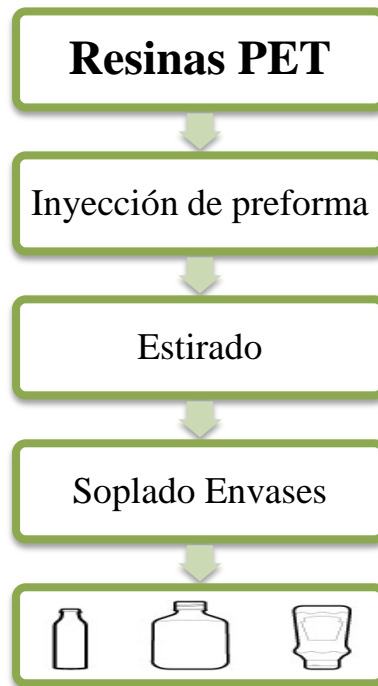 Resinas PET
Inyección de preforma
Estirado
Soplado Envases